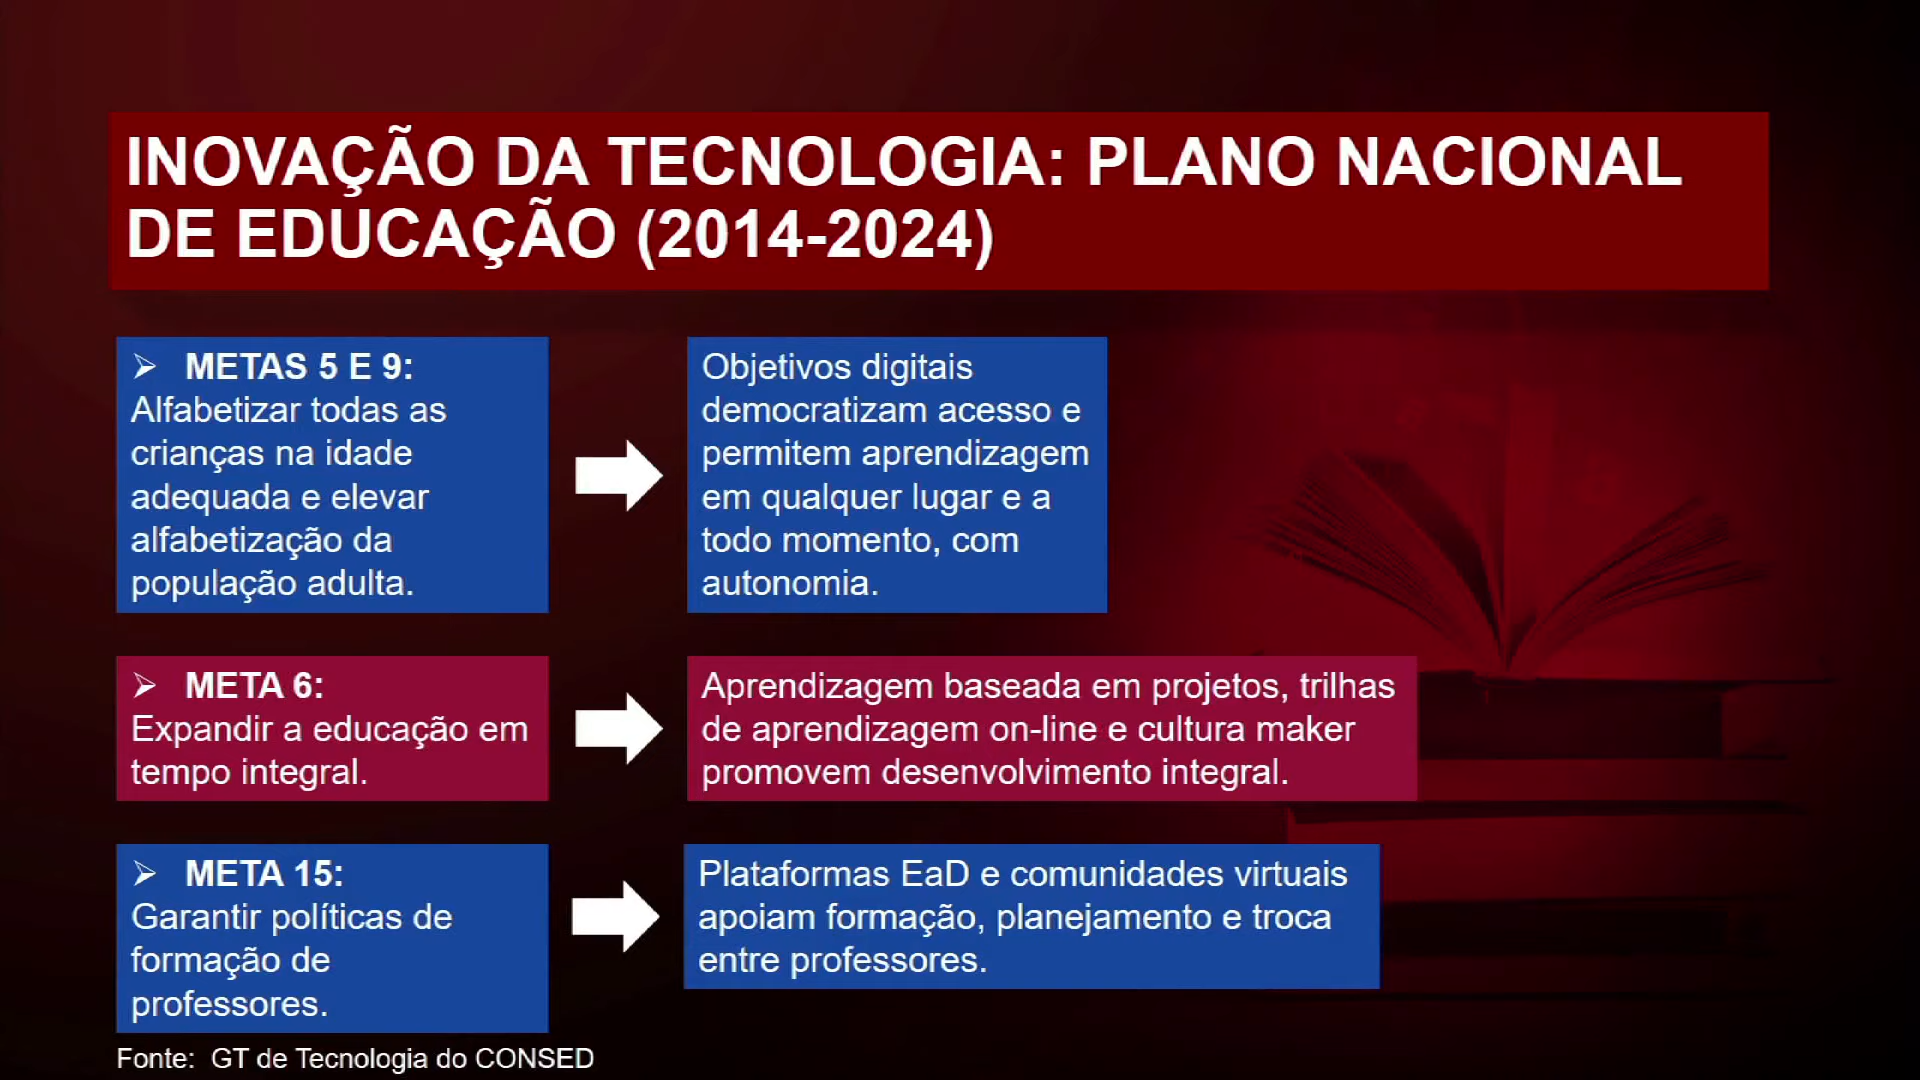 INOVAÇÃO DA TECNOLOGIA: PLANO NACIONAL
DE EDUCAÇÃO (2014-2024)
➢ METAS 5 E 9:
Alfabetizar todas as
crianças na idade
adequada e elevar
alfabetização da
população adulta.
Objetivos digitais
democratizam acesso e
permitem aprendizagem
em qualquer lugar e a
todo momento, com
autonomia.
➢ META 6:
Expandir a educação em
tempo integral.
Aprendizagem baseada em projetos, trilhas
de aprendizagem on-line e cultura maker
promovem desenvolvimento integral.
➢ META 15:
Garantir políticas de
formação de
professores.
Plataformas EaD e comunidades virtuais
apoiam formação, planejamento e troca
entre professores.
Fonte: GT de Tecnologia do CONSED